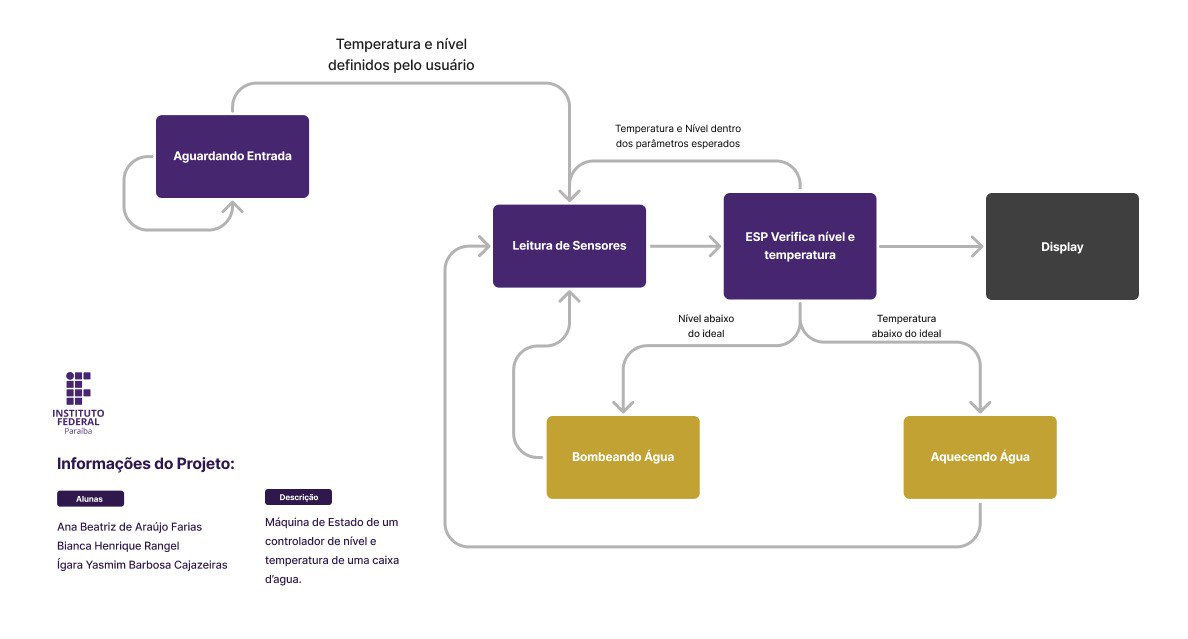 Temperatura e nível
definidos pelo usuário
Aguardando Entrada
Temperatura e Nível dentro
dos parâmetros esperados
Leitura de Sensores
ESP Verifica nível e
temperatura
Display
Nível abaixo
do ideal
Temperatura
abaixo do ideal
Bombeando Água
Aquecendo Água
INSTITUTO
FEDERAL
Paraíba
Informações do Projeto:
Alunas
Ana Beatriz de Araújo Farias
Bianca Henrique Rangel
Ígara Yasmim Barbosa Cajazeiras
Descrição
Máquina de Estado de um
controlador de nível e
temperatura de uma caixa
d’agua.